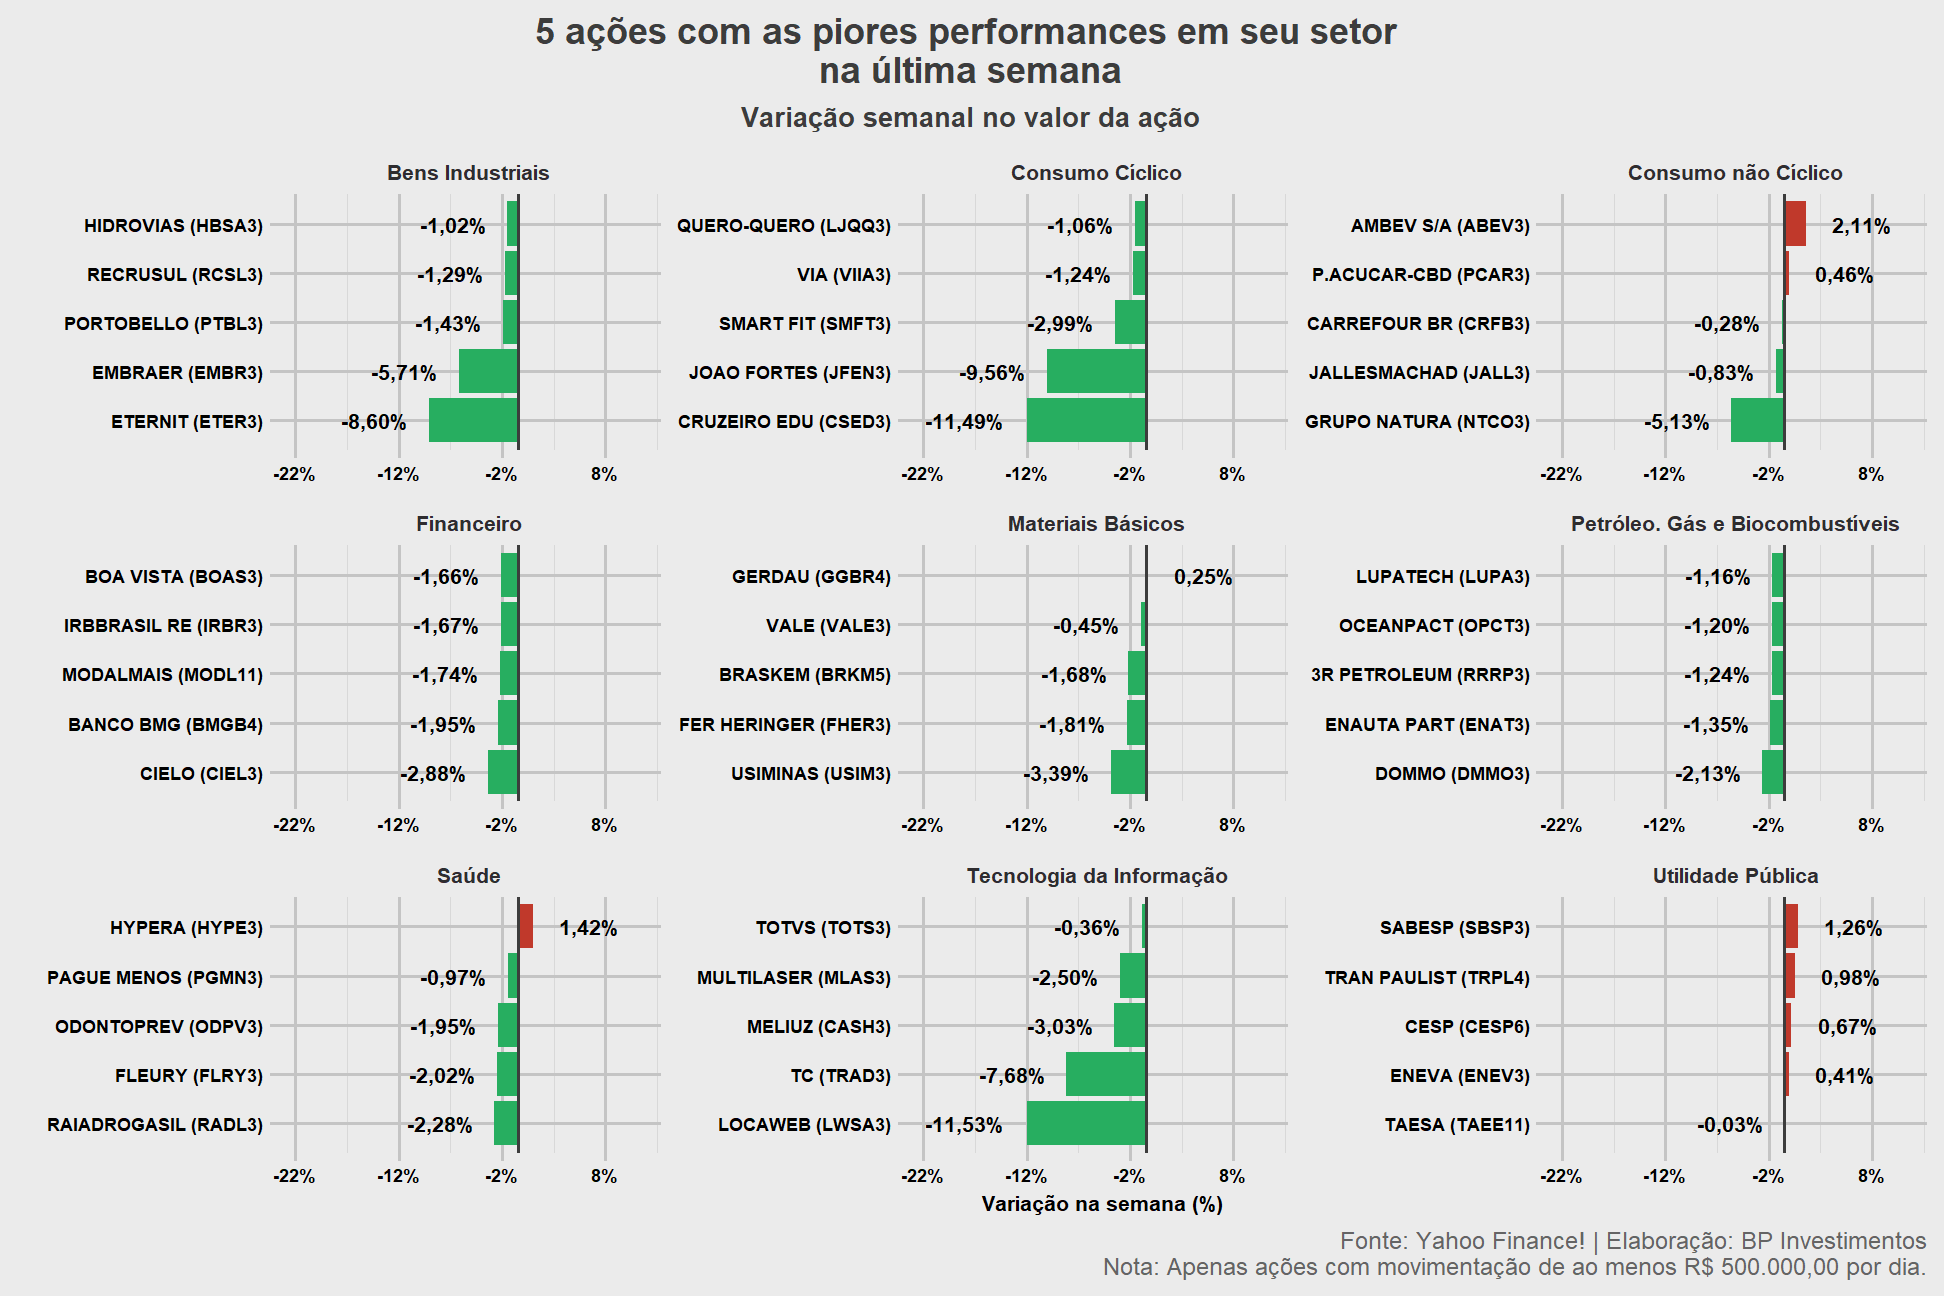 5 ações com as piores performances em seu setor
na última semana
Variação semanal no valor da ação
Bens Industriais
HIDROVIAS (HBSA3) -1,02%
RECRUSUL (RCSL3) -1,29%
PORTOBELLO (PTBL3) -1,43%
EMBRAER (EMBR3) -5,71%
ETERNIT (ETER3) -8,60%
-22% -12% -2% 8%
Consumo Cíclico
QUERO-QUERO (LJQQ3) -1,06%
VIA (VIIA3) -1,24%
SMART FIT (SMFT3) -2,99%
JOAO FORTES (JFEN3) -9,56%
CRUZEIRO EDU (CSED3) -11,49%
-22% -12% -2% 8%
Consumo não Cíclico
AMBEV S/A (ABEV3) 2,11%
P.ACUCAR-CBD (PCAR3) 0,46%
CARREFOUR BR (CRFB3) -0,28%
JALLESMACHAD (JALL3) -0,83%
GRUPO NATURA (NTCO3) -5,13%
-22% -12% -2% 8%
Financeiro
BOA VISTA (BOAS3) -1,66%
IRBBRASIL RE (IRBR3) -1,67%
MODALMAIS (MODL11) -1,74%
BANCO BMG (BMGB4) -1,95%
CIELO (CIEL3) -2,88%
-22% -12% -2% 8%
Materiais Básicos
GERDAU (GGBR4) 0,25%
VALE (VALE3) -0,45%
BRASKEM (BRKM5) -1,68%
FER HERINGER (FHER3) -1,81%
USIMINAS (USIM3) -3,39%
-22% -12% -2% 8%
Petróleo. Gás e Biocombustíveis
LUPATECH (LUPA3) -1,16%
OCEANPACT (OPCT3) -1,20%
3R PETROLEUM (RRRP3) -1,24%
ENAUTA PART (ENAT3) -1,35%
DOMMO (DMMO3) -2,13%
-22% -12% -2% 8%
Saúde
HYPERA (HYPE3) 1,42%
PAGUE MENOS (PGMN3) -0,97%
ODONTOPREV (ODPV3) -1,95%
FLEURY (FLRY3) -2,02%
RAIADROGASIL (RADL3) -2,28%
-22% -12% -2% 8%
Tecnologia da Informação
TOTVS (TOTS3) -0,36%
MULTILASER (MLAS3) -2,50%
MELIUZ (CASH3) -3,03%
TC (TRAD3) -7,68%
LOCAWEB (LWSA3) -11,53%
-22% -12% -2% 8%
Utilidade Pública
SABESP (SBSP3) 1,26%
TRAN PAULIST (TRPL4) 0,98%
CESP (CESP6) 0,67%
ENEVA (ENEV3) 0,41%
TAESA (TAEE11) -0,03%
-22% -12% -2% 8%
Variação na semana (%)
Fonte: Yahoo Finance! | Elaboração: BP Investimentos
Nota: Apenas ações com movimentação de ao menos R$ 500.000,00 por dia.